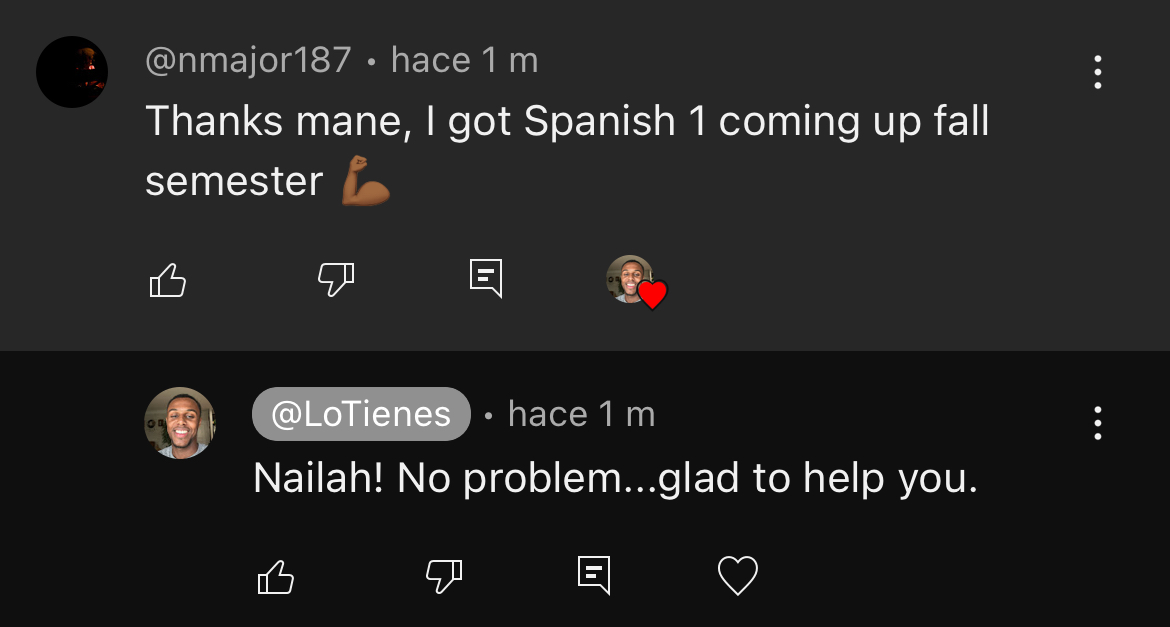 @nmajor187 • hace 1 m
Thanks mane, I got Spanish 1 coming up fall
semester 💪🏾
@LoTienes • hace 1 m
Nailah! No problem...glad to help you.